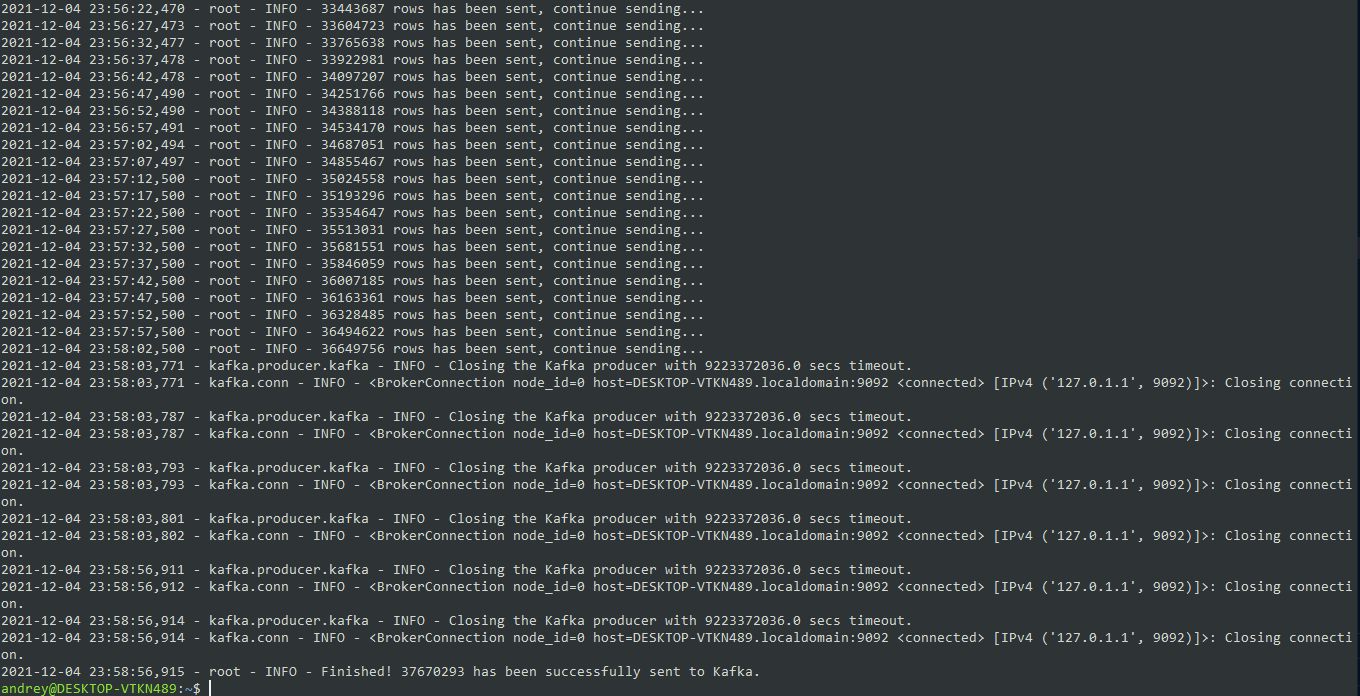 2021-12-04 23:56:22,470 - root - INFO - 33443687 rows has been sent, continue sending...
2021-12-04 23:56:27,473 - root - INFO - 33604723 rows has been sent, continue sending...
2021-12-04 23:56:32,477 - root - INFO - 33765638 rows has been sent, continue sending...
2021-12-04 23:56:37,478 - root - INFO - 33922981 rows has been sent, continue sending...
2021-12-04 23:56:42,478 - root - INFO - 34097207 rows has been sent, continue sending...
2021-12-04 23:56:47,490 - root - INFO - 34251766 rows has been sent, continue sending...
2021-12-04 23:56:52,490 - root - INFO - 34388118 rows has been sent, continue sending...
2021-12-04 23:56:57,491 - root - INFO - 34534170 rows has been sent, continue sending...
2021-12-04 23:57:02,494 - root - INFO - 34687051 rows has been sent, continue sending...
2021-12-04 23:57:07,497 - root - INFO - 34855467 rows has been sent, continue sending...
2021-12-04 23:57:12,500 - root - INFO - 35024558 rows has been sent, continue sending...
2021-12-04 23:57:17,500 - root - INFO - 35193296 rows has been sent, continue sending...
2021-12-04 23:57:22,500 - root - INFO - 35354647 rows has been sent, continue sending...
2021-12-04 23:57:27,500 - root - INFO - 35513031 rows has been sent, continue sending...
2021-12-04 23:57:32,500 - root - INFO - 35681551 rows has been sent, continue sending...
2021-12-04 23:57:37,500 - root - INFO - 35846059 rows has been sent, continue sending...
2021-12-04 23:57:42,500 - root - INFO - 36007185 rows has been sent, continue sending...
2021-12-04 23:57:47,500 - root - INFO - 36163361 rows has been sent, continue sending...
2021-12-04 23:57:52,500 - root - INFO - 36328485 rows has been sent, continue sending...
2021-12-04 23:57:57,500 - root - INFO - 36494622 rows has been sent, continue sending...
2021-12-04 23:58:02,500 - root - INFO - 36649756 rows has been sent, continue sending...
2021-12-04 23:58:03,771 - kafka.producer.kafka - INFO - Closing the Kafka producer with 9223372036.0 secs timeout.
2021-12-04 23:58:03,771 - kafka.conn - INFO - <BrokerConnection node_id=0 host=DESKTOP-VTKN489.localdomain:9092 <connected> [IPv4 ('127.0.1.1', 9092)]>: Closing connecti
on.
2021-12-04 23:58:03,787 - kafka.producer.kafka - INFO - Closing the Kafka producer with 9223372036.0 secs timeout.
2021-12-04 23:58:03,787 - kafka.conn - INFO - <BrokerConnection node_id=0 host=DESKTOP-VTKN489.localdomain:9092 <connected> [IPv4 ('127.0.1.1', 9092)]>: Closing connecti
on.
2021-12-04 23:58:03,793 - kafka.producer.kafka - INFO - Closing the Kafka producer with 9223372036.0 secs timeout.
2021-12-04 23:58:03,793 - kafka.conn - INFO - <BrokerConnection node_id=0 host=DESKTOP-VTKN489.localdomain:9092 <connected> [IPv4 ('127.0.1.1', 9092)]>: Closing connecti
on.
2021-12-04 23:58:03,801 - kafka.producer.kafka - INFO - Closing the Kafka producer with 9223372036.0 secs timeout.
2021-12-04 23:58:03,802 - kafka.conn - INFO - <BrokerConnection node_id=0 host=DESKTOP-VTKN489.localdomain:9092 <connected> [IPv4 ('127.0.1.1', 9092)]>: Closing connecti
on.
2021-12-04 23:58:56,911 - kafka.producer.kafka - INFO - Closing the Kafka producer with 9223372036.0 secs timeout.
2021-12-04 23:58:56,912 - kafka.conn - INFO - <BrokerConnection node_id=0 host=DESKTOP-VTKN489.localdomain:9092 <connected> [IPv4 ('127.0.1.1', 9092)]>: Closing connecti
on.
2021-12-04 23:58:56,914 - kafka.producer.kafka - INFO - Closing the Kafka producer with 9223372036.0 secs timeout.
2021-12-04 23:58:56,914 - kafka.conn - INFO - <BrokerConnection node_id=0 host=DESKTOP-VTKN489.localdomain:9092 <connected> [IPv4 ('127.0.1.1', 9092)]>: Closing connecti
on.
2021-12-04 23:58:56,915 - root - INFO - Finished! 37670293 has been successfully sent to Kafka.
andrey@DESKTOP-VTKN489:~$